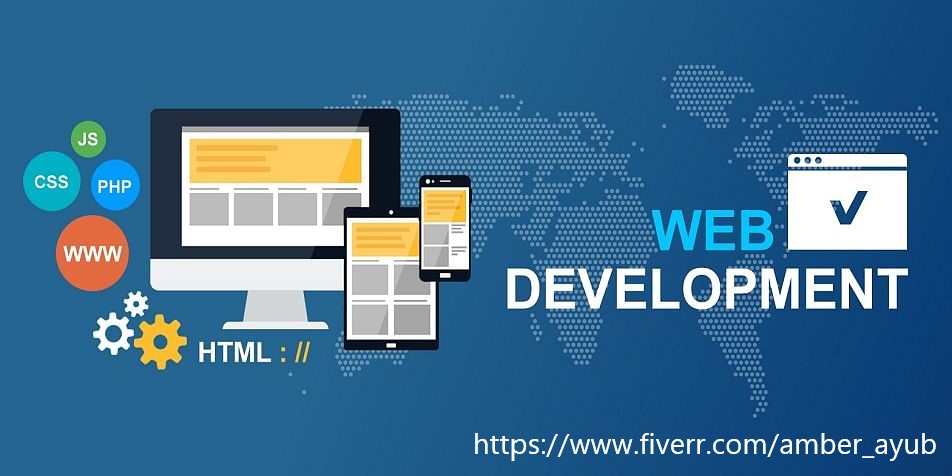 JS
CSS
PHP
WWW
HTML : //
WEB
DEVELOPMENT
https://www.fiverr.com/amber_ayub